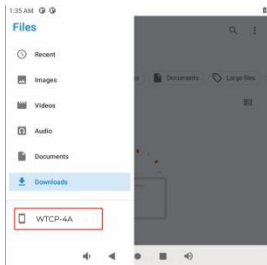 1:35 AM
Files
Recent
Images
Videos
Audio
Documents
Downloads
WTCP-4A
Documents
Large files